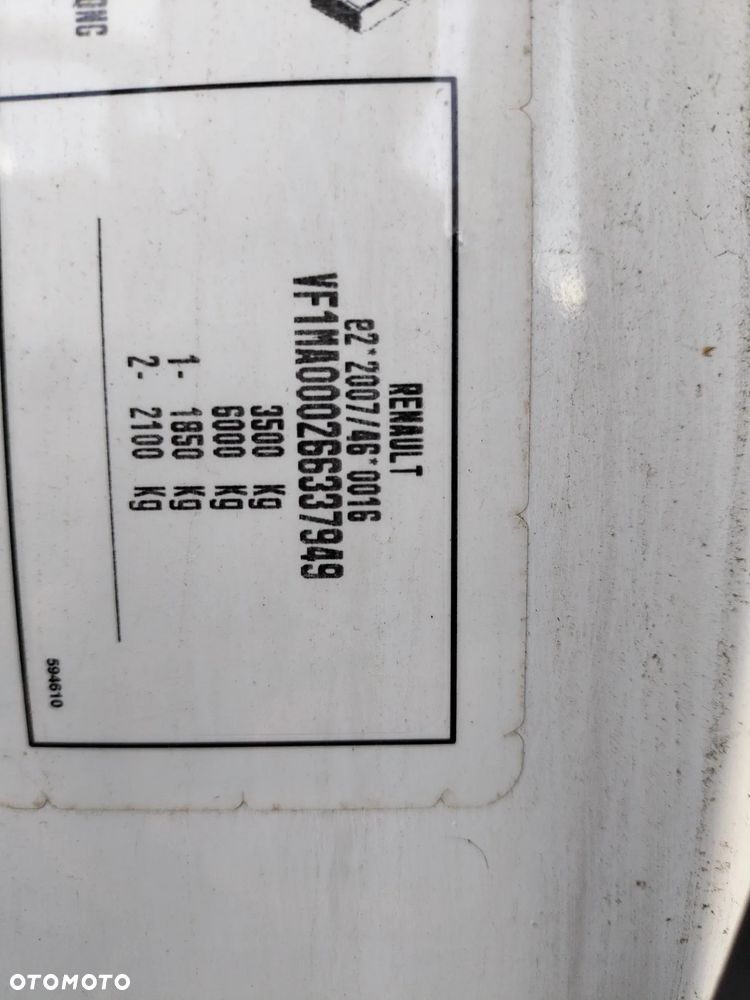 RENAULT
e2*2007/46*0016
VF1MA000266337949
3500 Kg
6000 Kg
1- 1850 Kg
2- 2100 Kg
594610
OTOMOTO